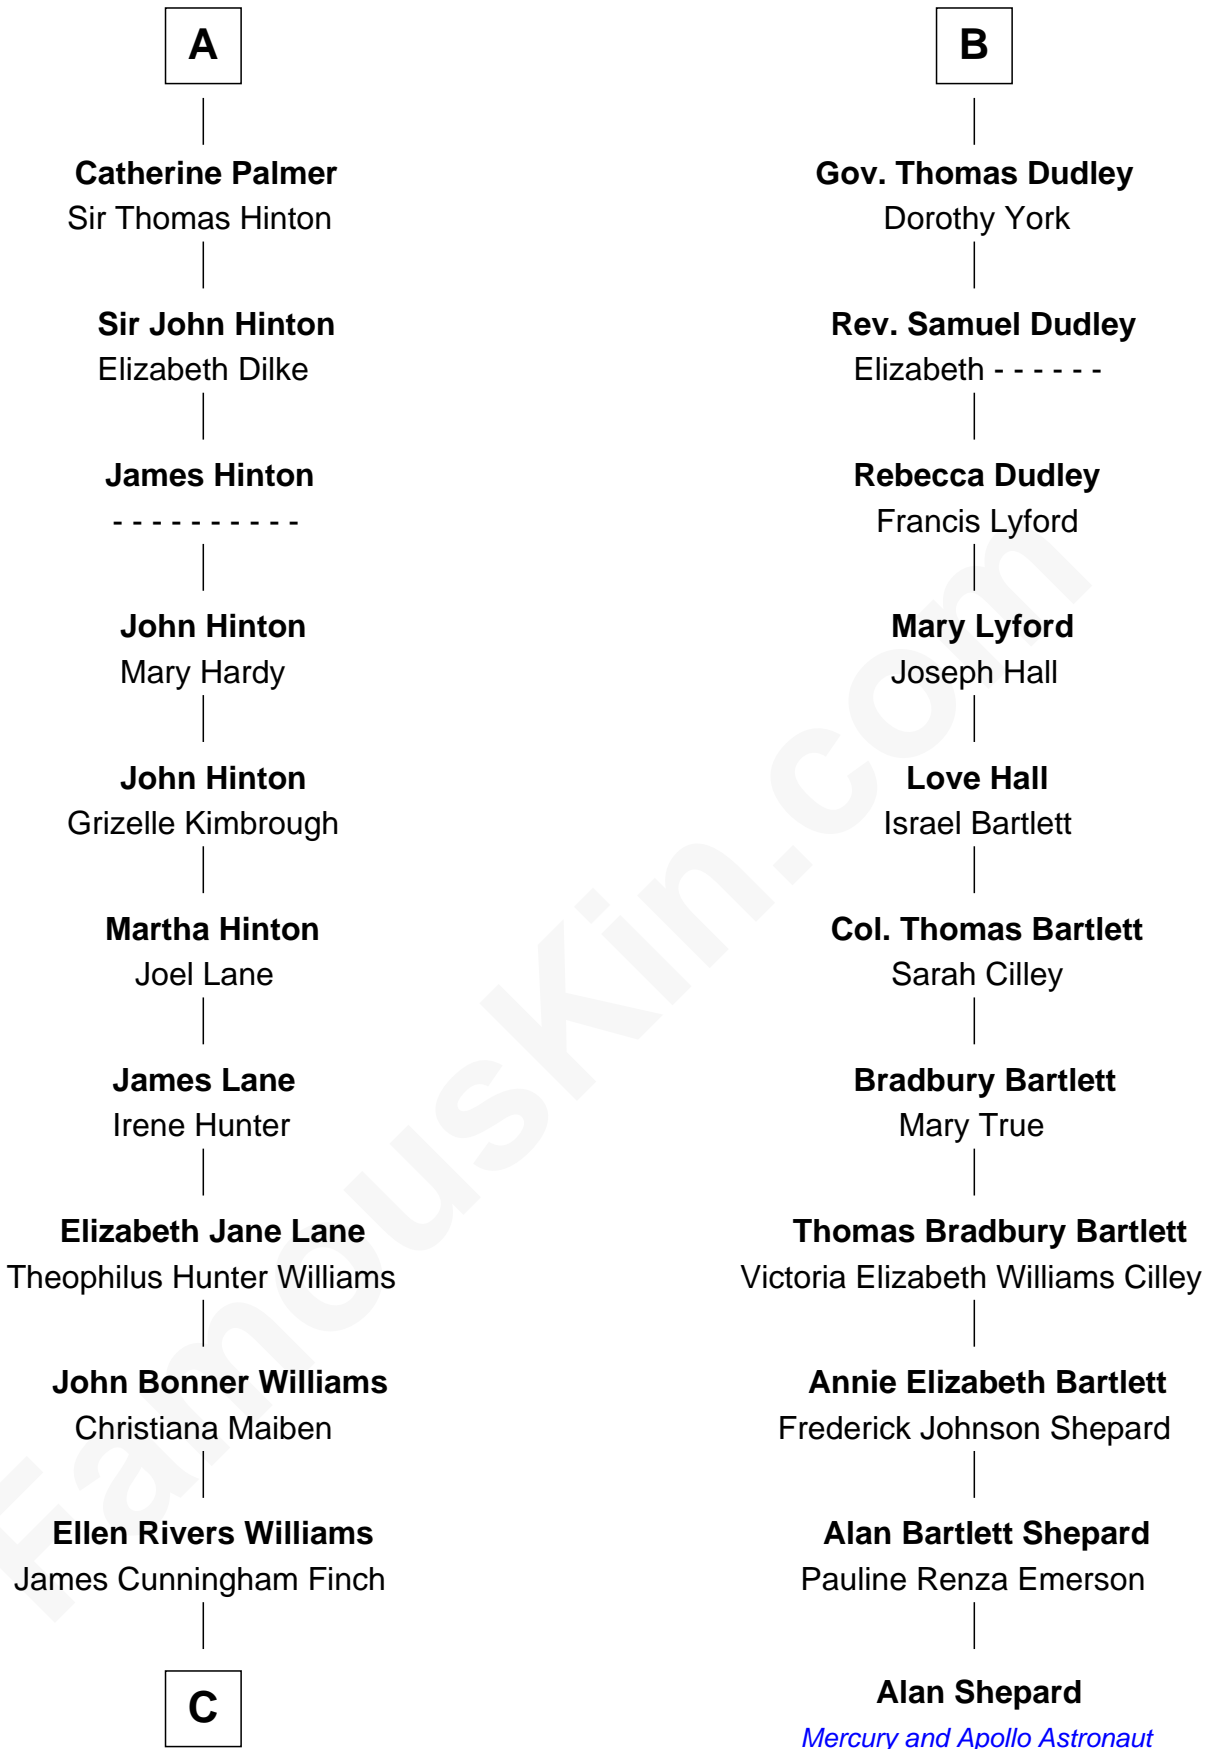 A
Catherine Palmer
Sir Thomas Hinton
Sir John Hinton
Elizabeth Dilke
James Hinton
- - - - - - - - - -
John Hinton
Mary Hardy
John Hinton
Grizelle Kimbrough
Martha Hinton
Joel Lane
James Lane
Irene Hunter
Elizabeth Jane Lane
Theophilus Hunter Williams
John Bonner Williams
Christiana Maiben
Ellen Rivers Williams
James Cunningham Finch
C
B
Gov. Thomas Dudley
Dorothy York
Rev. Samuel Dudley
Elizabeth - - - - - -
Rebecca Dudley
Francis Lyford
Mary Lyford
Joseph Hall
Love Hall
Israel Bartlett
Col. Thomas Bartlett
Sarah Cilley
Bradbury Bartlett
Mary True
Thomas Bradbury Bartlett
Victoria Elizabeth Williams Cilley
Annie Elizabeth Bartlett
Frederick Johnson Shepard
Alan Bartlett Shepard
Pauline Renza Emerson
Alan Shepard
Mercury and Apollo Astronaut
FamousKin.com